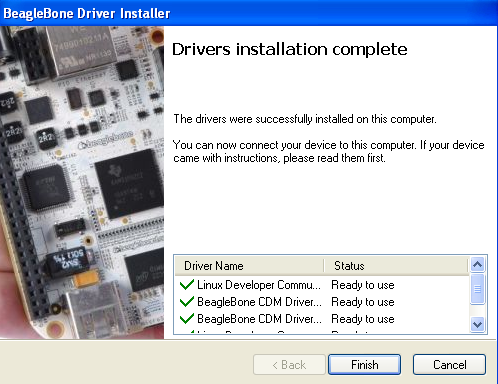 BeagleBone Driver Installer
Drivers installation complete
The drivers were successfully installed on this computer.
You can now connect your device to this computer. If your device
came with instructions, please read them first.
Driver Name Status
Linux Developer Commu... Ready to use
BeagleBone CDM Driver... Ready to use
BeagleBone CDM Driver... Ready to use
beaglebone
< Back Finish Cancel